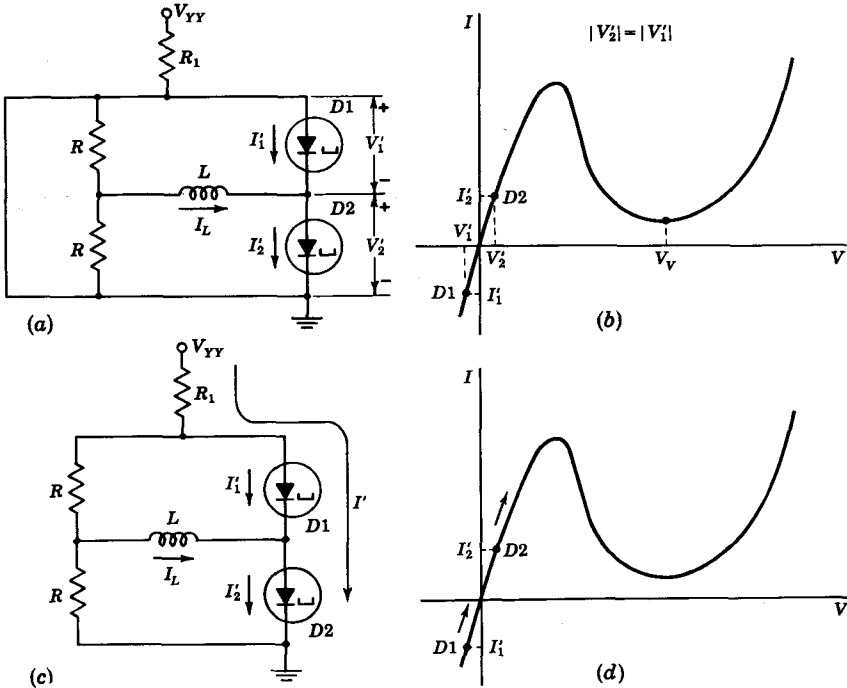 V_YY
R_1
D1
+
I'_1
V'_1
R
L
−
+
D2
I_L
R
I'_2
V'_2
−
(a)
I
|V'_2| = |V'_1|
I'_2
D2
V'_1
V'_2
V_V
V
D1
I'_1
(b)
V_YY
R_1
I'_1
R
I'
L
D1
I_L
R
I'_2
D2
(c)
I
I'_2
D2
V
D1
I'_1
(d)